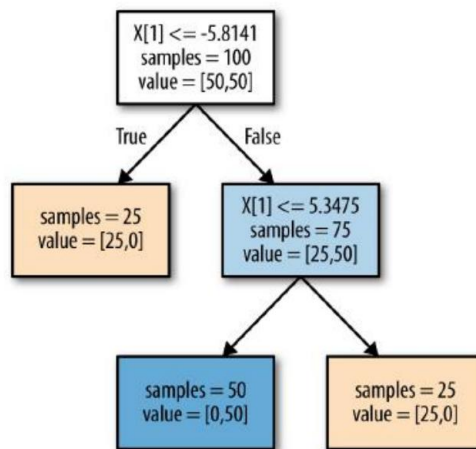 X[1] <= -5.8141
samples = 100
value = [50,50]
True
False
samples = 25
value = [25,0]
X[1] <= 5.3475
samples = 75
value = [25,50]
samples = 50
value = [0,50]
samples = 25
value = [25,0]